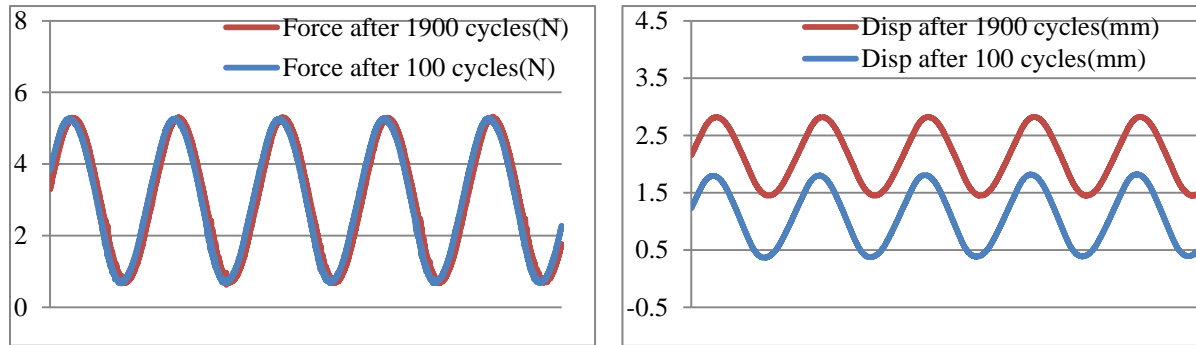 8
6
4
2
0
Force after 1900 cycles(N)
Force after 100 cycles(N)
4.5
3.5
2.5
1.5
0.5
-0.5
Disp after 1900 cycles(mm)
Disp after 100 cycles(mm)